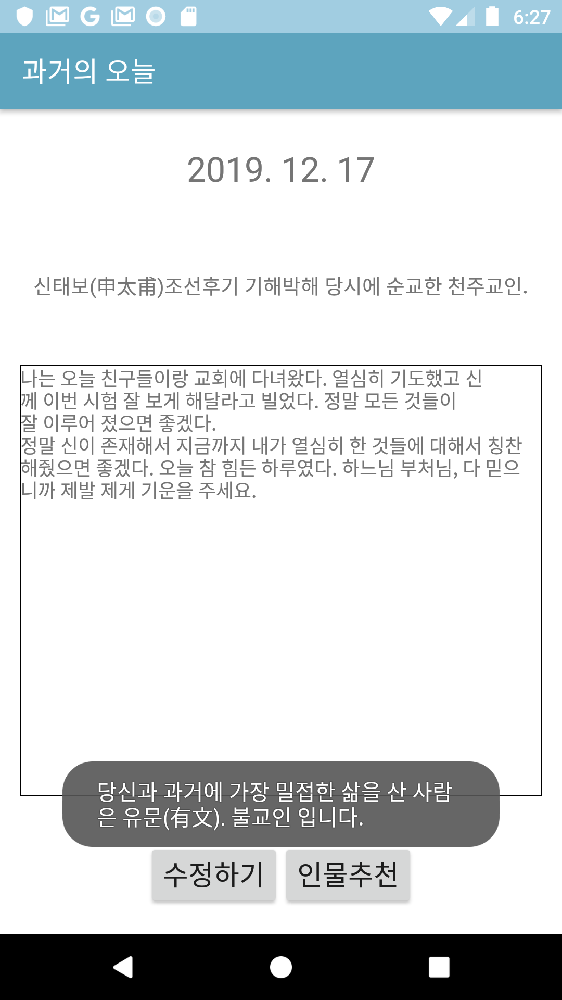 6:27
과거의 오늘
2019. 12. 17
신태보(申太甫)조선후기 기해박해 당시에 순교한 천주교인.
나는 오늘 친구들이랑 교회에 다녀왔다. 열심히 기도했고 신
께 이번 시험 잘 보게 해달라고 빌었다. 정말 모든 것들이
잘 이루어 졌으면 좋겠다.
정말 신이 존재해서 지금까지 내가 열심히 한 것들에 대해서 칭찬
해줬으면 좋겠다. 오늘 참 힘든 하루였다. 하느님 부처님, 다 믿으
니까 제발 제게 기운을 주세요.
당신과 과거에 가장 밀접한 삶을 산 사람
은 유문(有文). 불교인 입니다.
수정하기 인물추천